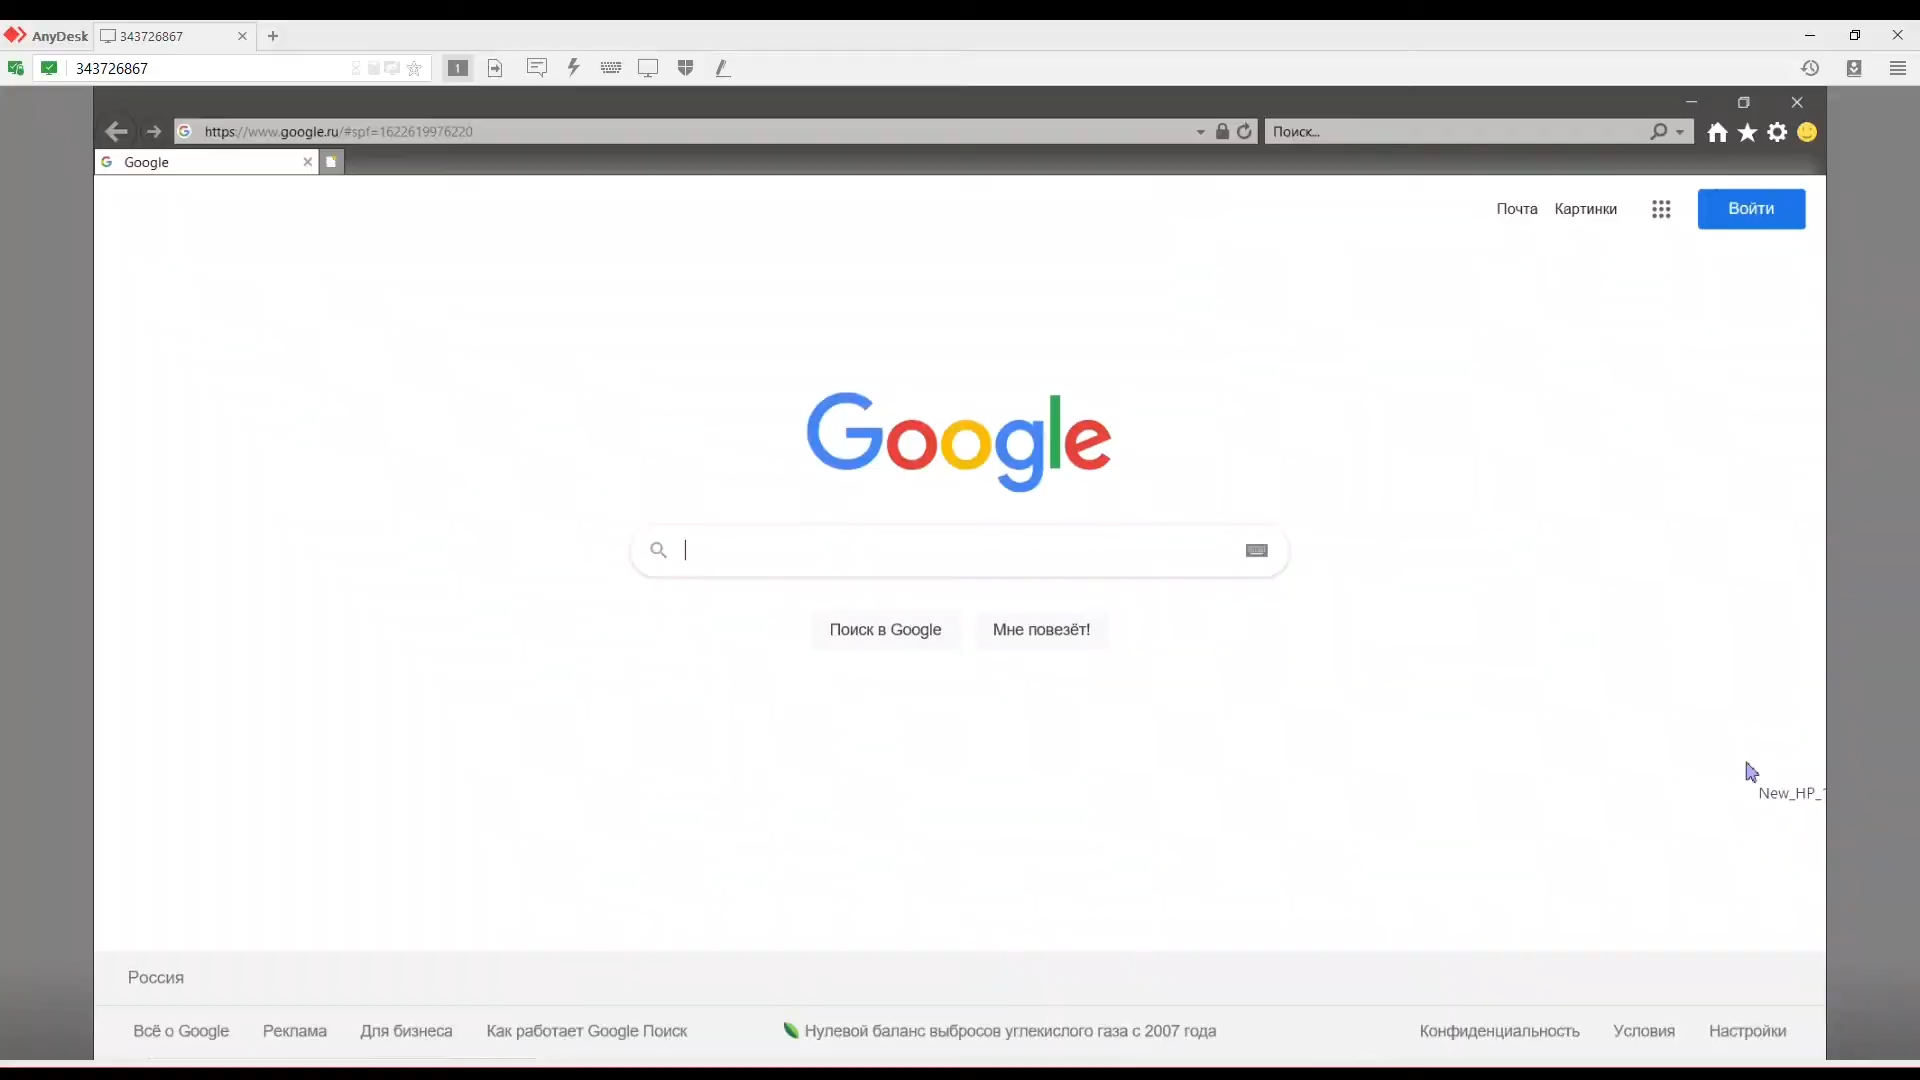 AnyDesk 343726867
343726867 1
https://www.google.ru/#spf=1622619976220 Поиск...
Google
Почта Картинки Войти
Google
Поиск в Google Мне повезёт!
New_HP_
Россия
Всё о Google Реклама Для бизнеса Как работает Google Поиск Нулевой баланс выбросов углекислого газа с 2007 года Конфиденциальность Условия Настройки